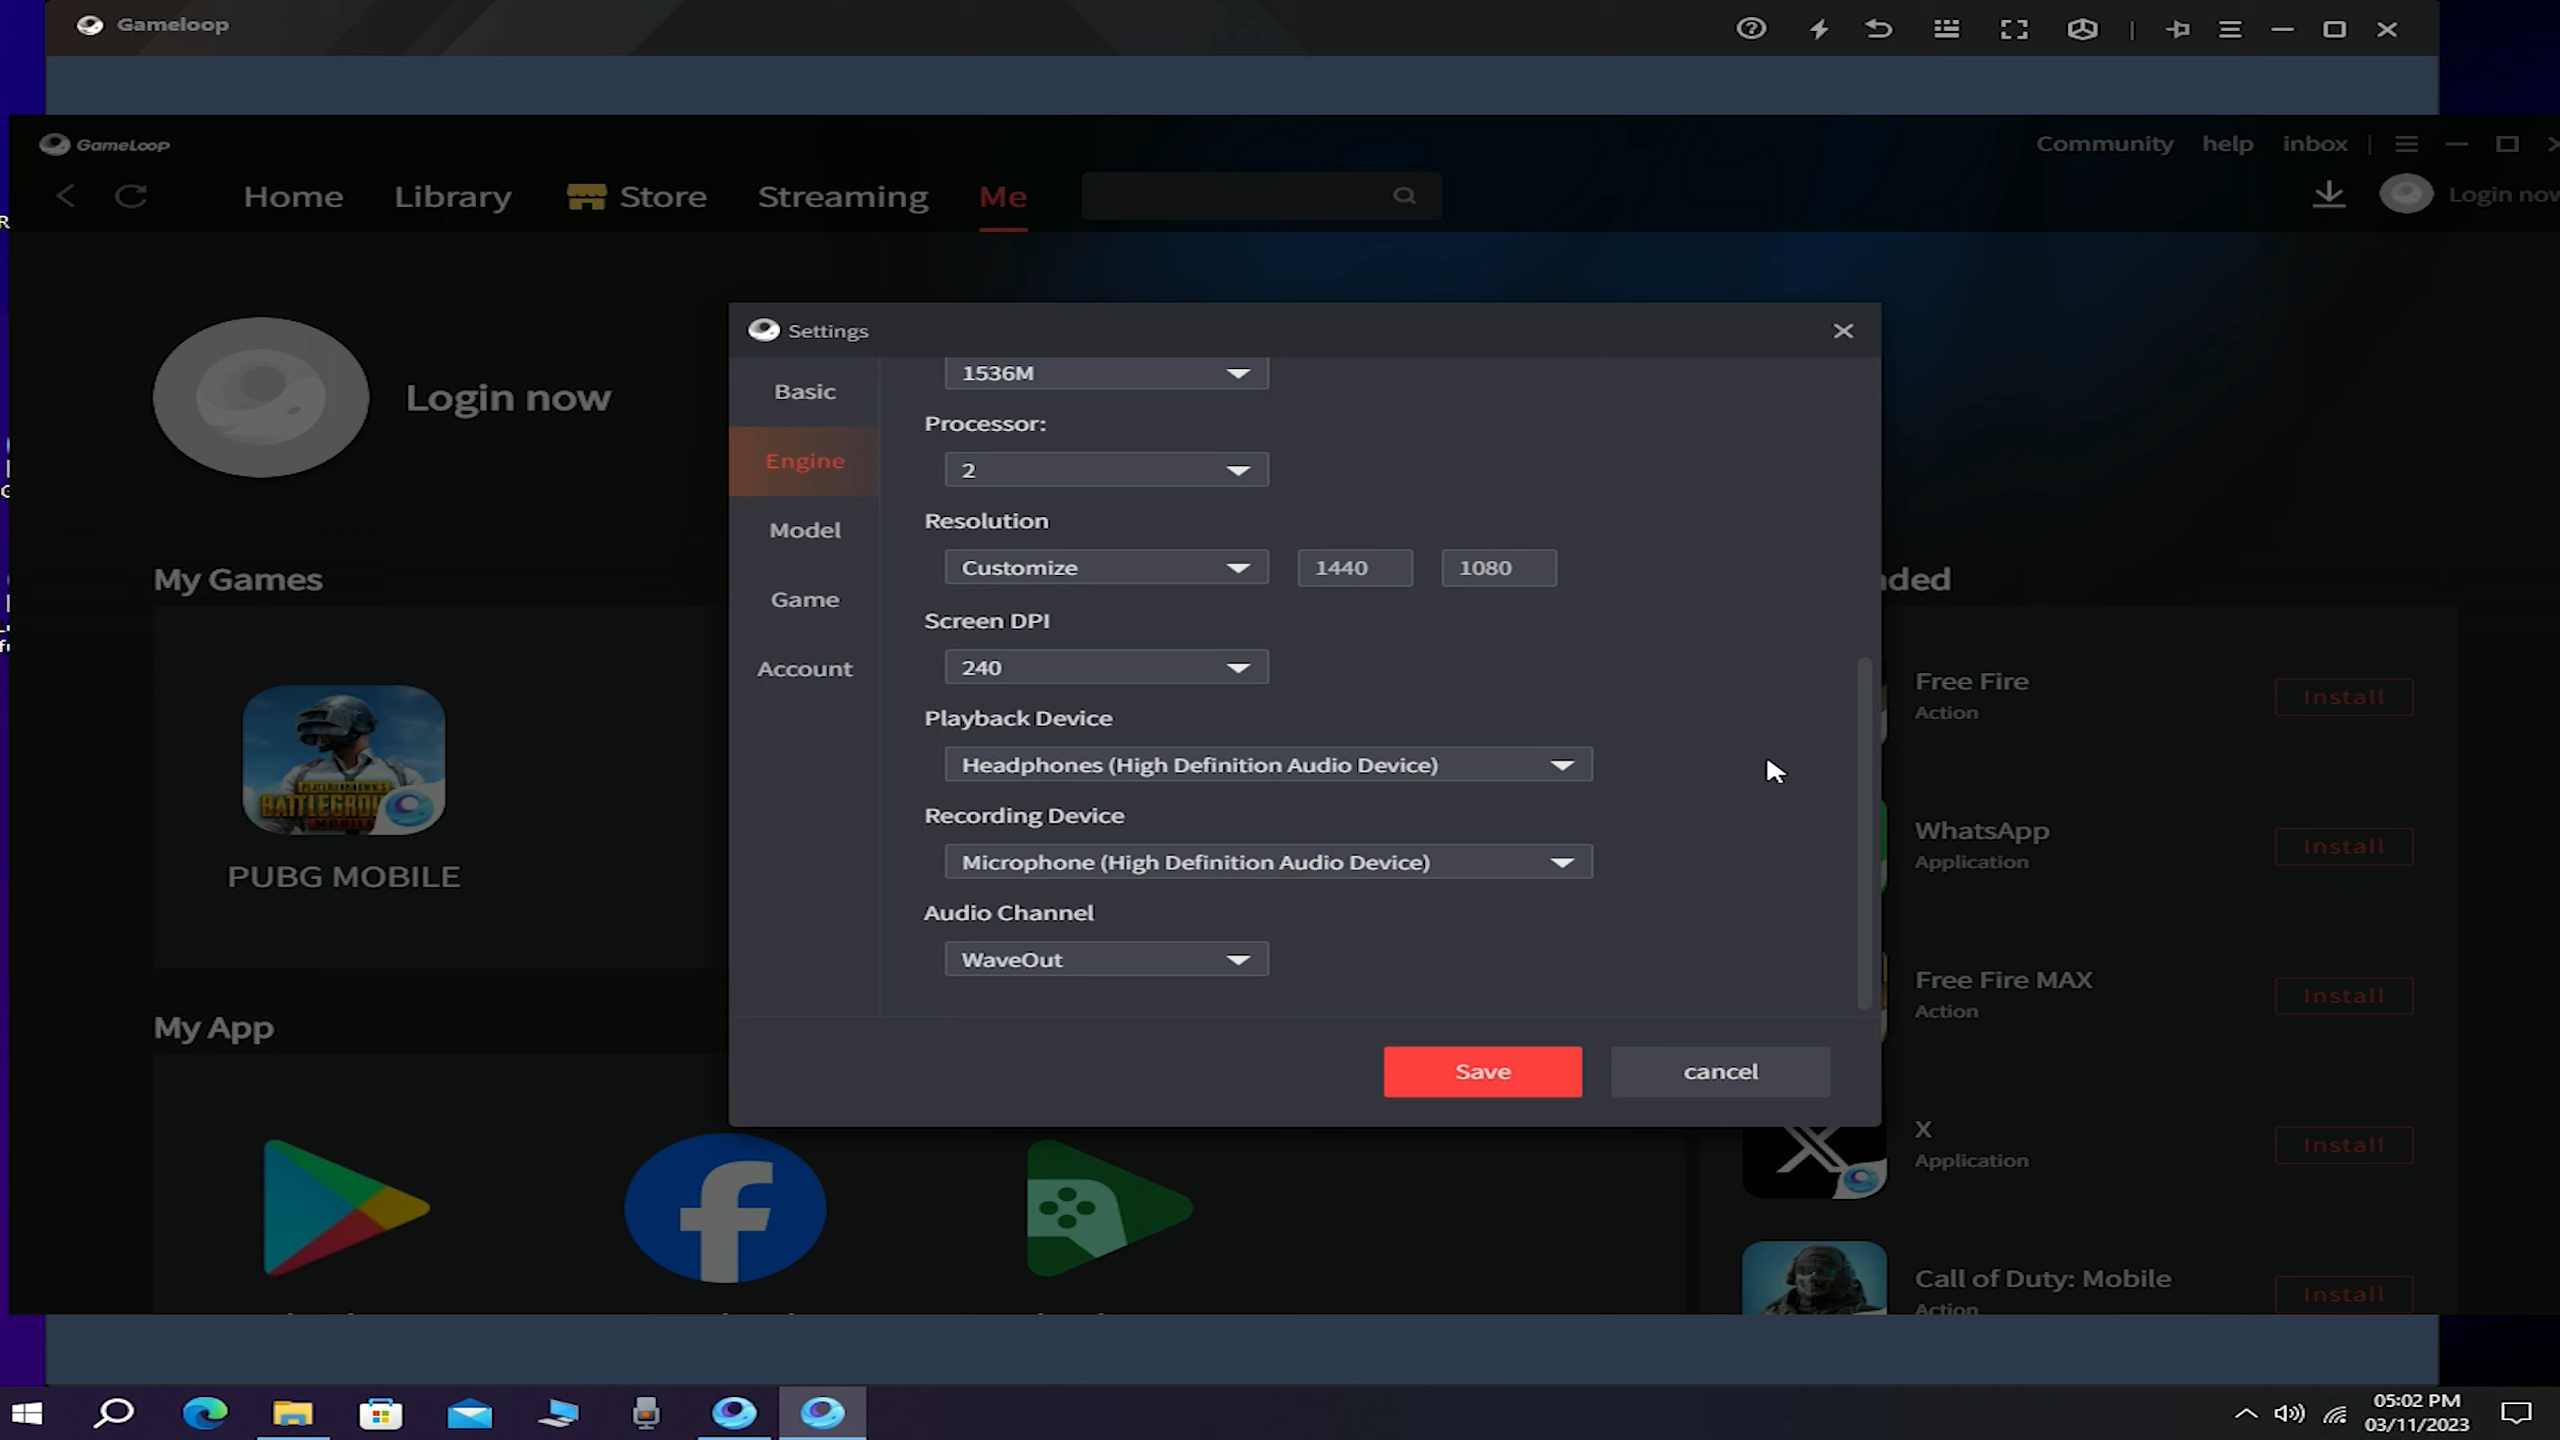 Gameloop
GameLoop
Community help inbox
Home Library Store Streaming Me
Login now
Login now
Settings
Basic
Engine
Model
Game
Account
1536M
Processor:
2
Resolution
Customize 1440 1080
Screen DPI
240
Playback Device
Headphones (High Definition Audio Device)
Recording Device
Microphone (High Definition Audio Device)
Audio Channel
WaveOut
Save cancel
My Games
PUBG MOBILE
My App
nded
Free Fire
Action
Install
WhatsApp
Application
Install
Free Fire MAX
Action
Install
X
Application
Install
Call of Duty: Mobile
Action
Install
05:02 PM
03/11/2023